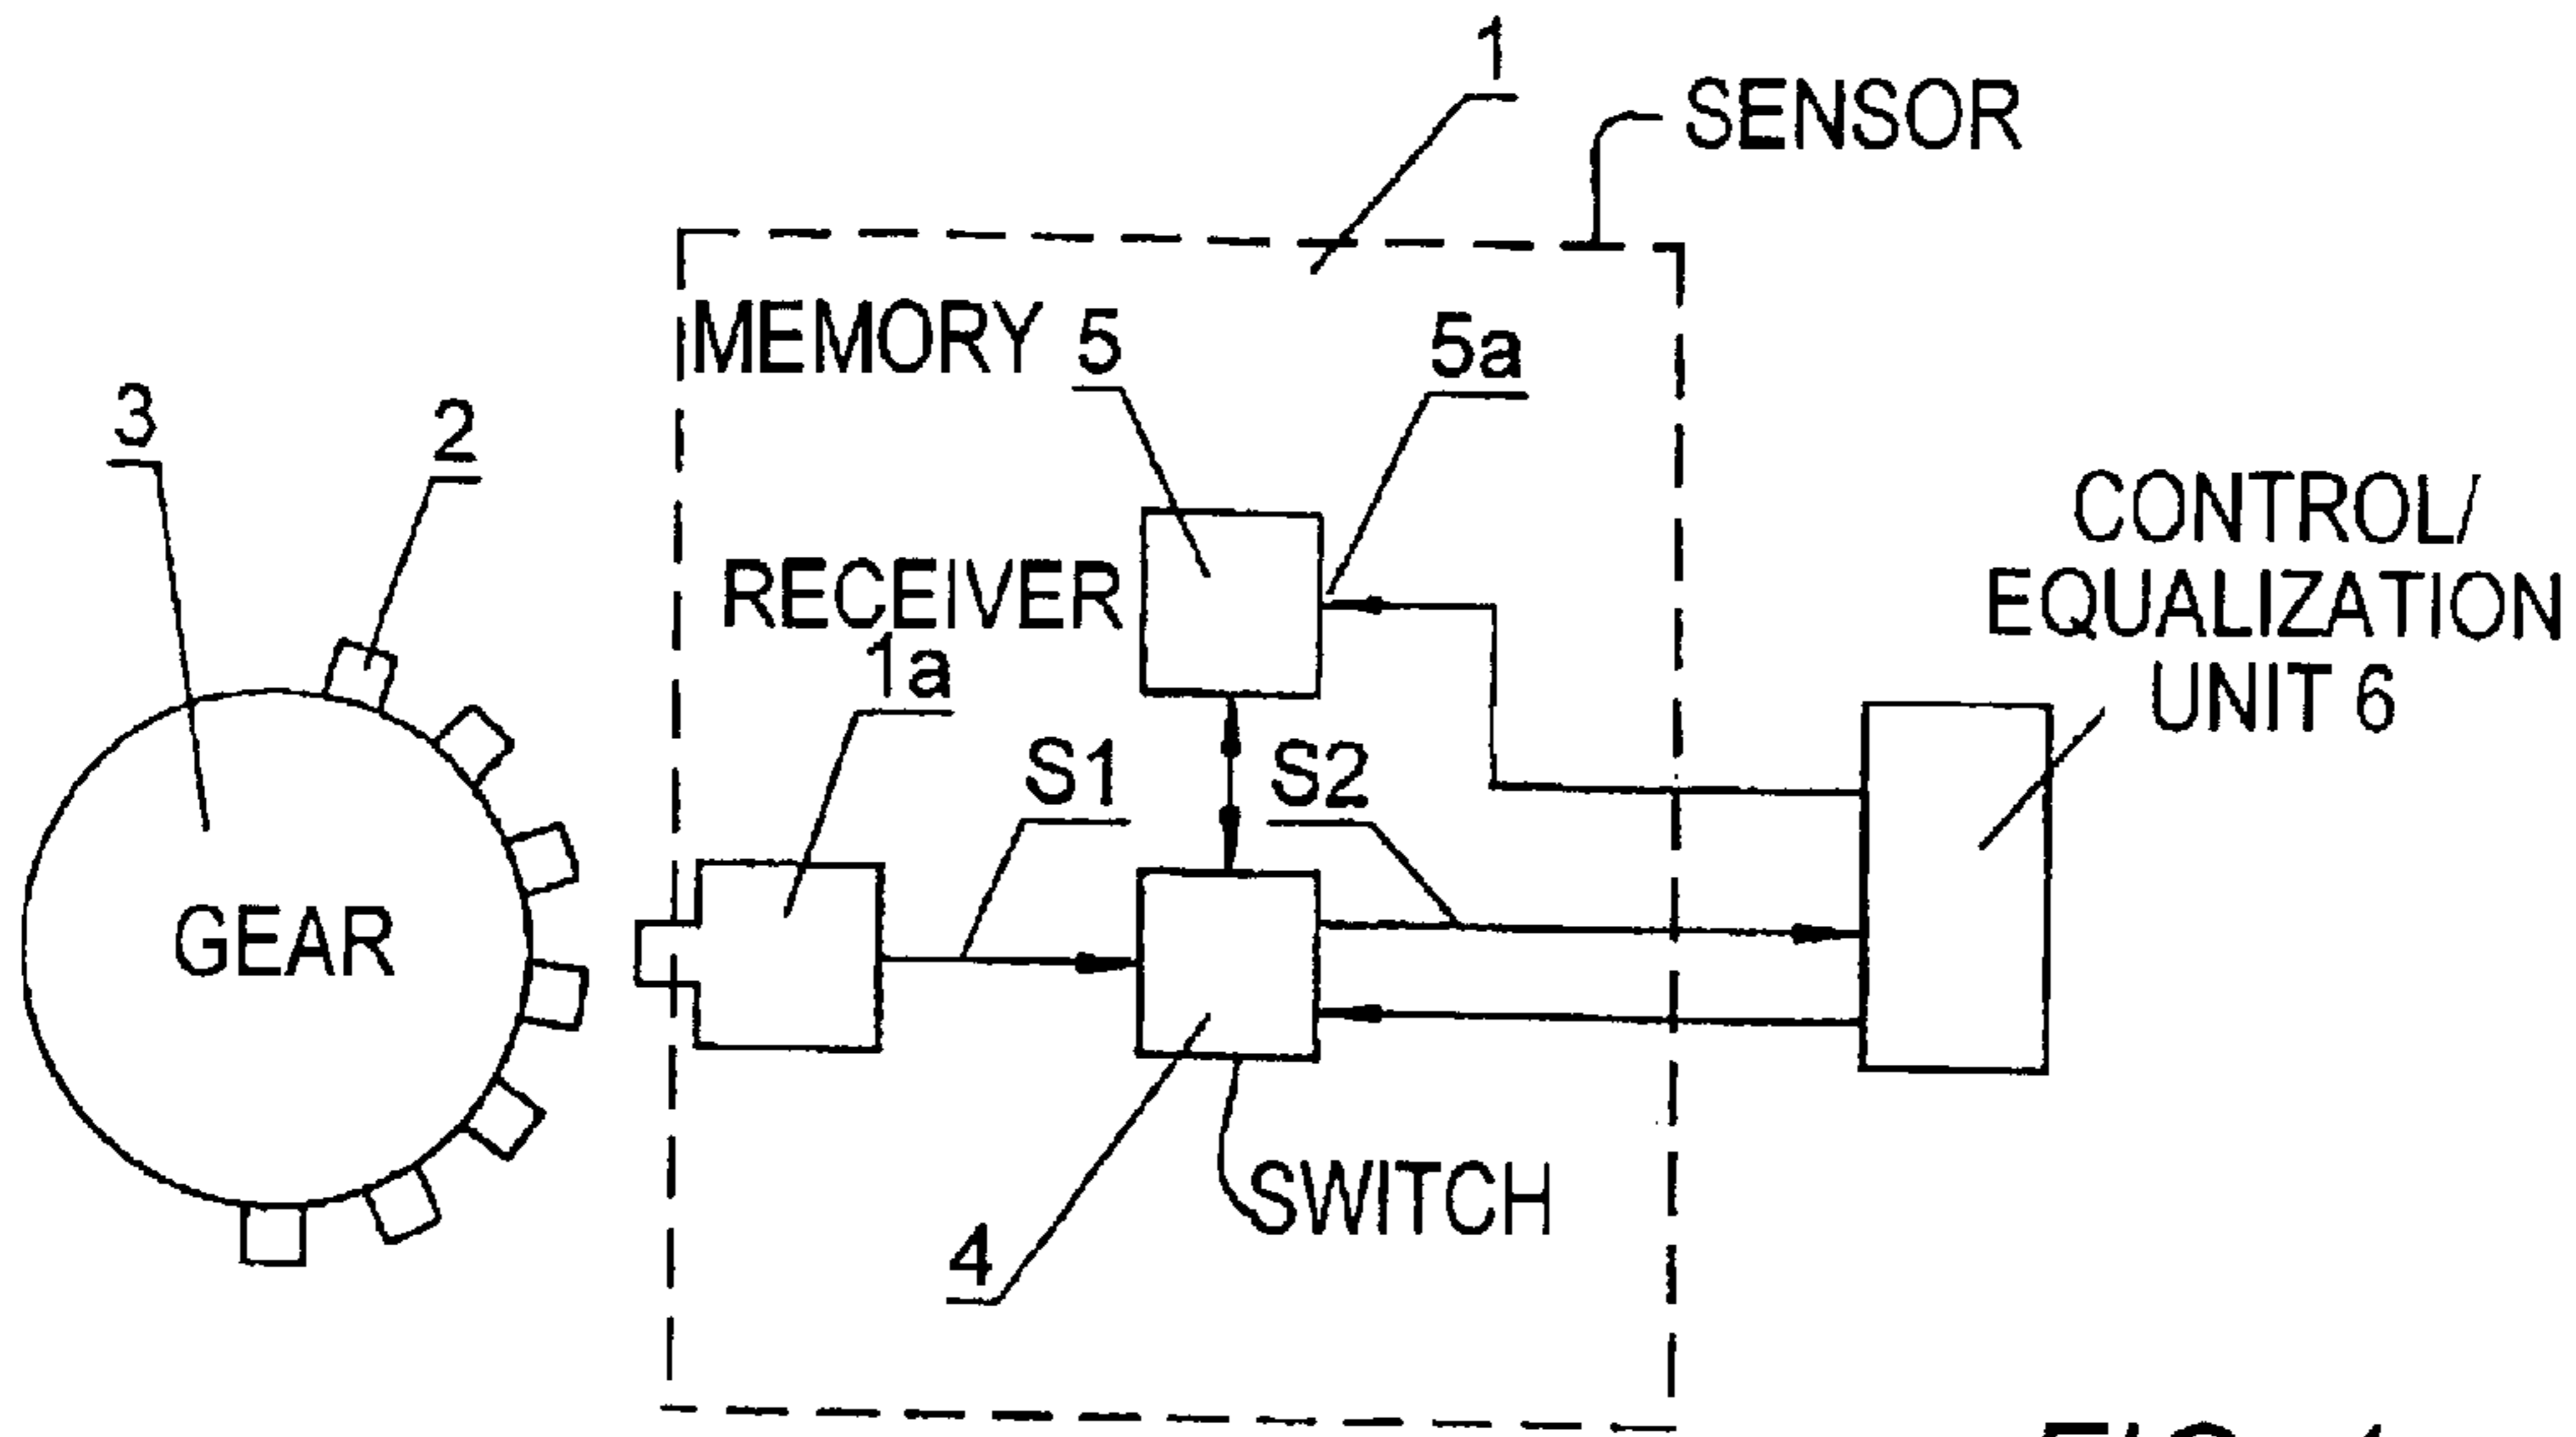 1
SENSOR
MEMORY 5
5a
3
2
CONTROL/
EQUALIZATION
UNIT 6
RECEIVER
1a
S1
S2
GEAR
SWITCH
4